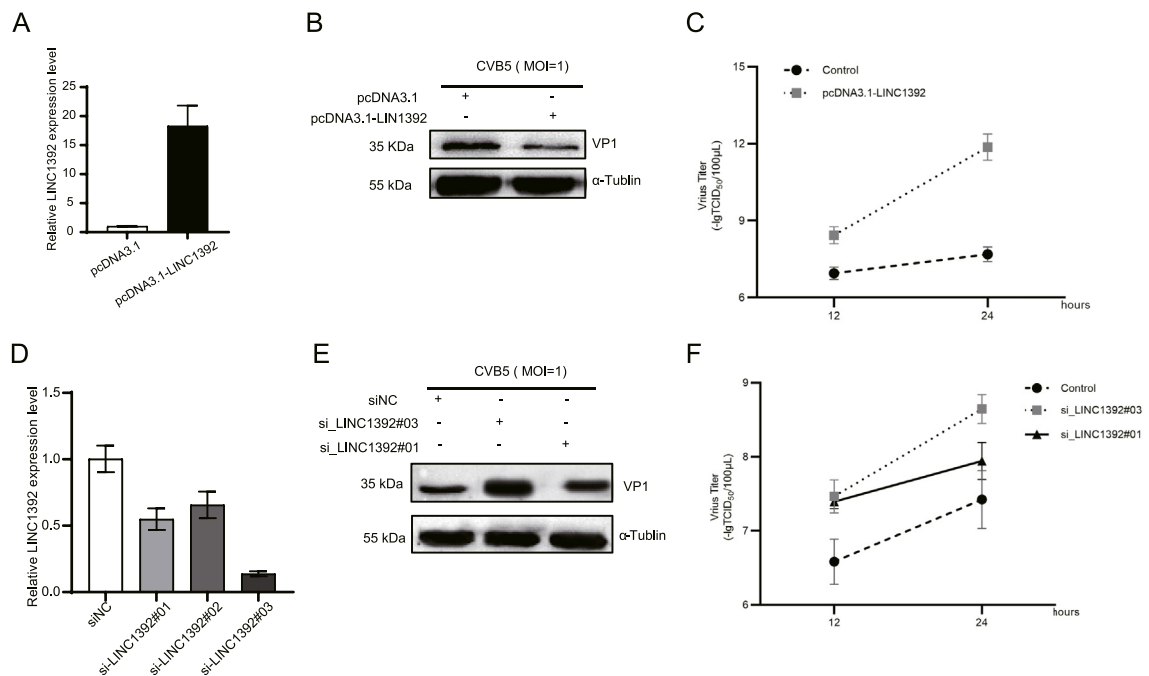 A
Relative LINC1392 expression level
25
20
15
10
5
0
pcDNA3.1
pcDNA3.1-LINC1392
B
CVB5 ( MOI=1)
pcDNA3.1 + -
pcDNA3.1-LIN1392 - +
35 KDa VP1
55 kDa α-Tublin
C
Control
pcDNA3.1-LINC1392
Vrius Titer
(-lgTCID50/100μL)
15
12
9
6
12 24 hours
D
Relative LINC1392 expression level
1.5
1.0
0.5
0.0
siNC
si-LINC1392#01
si-LINC1392#02
si-LINC1392#03
E
CVB5 ( MOI=1)
siNC + - -
si_LINC1392#03 - + -
si_LINC1392#01 - - +
35 kDa VP1
55 kDa α-Tublin
F
Control
si_LINC1392#03
si_LINC1392#01
Vrius Titer
(-lgTCID50/100μL)
9
8
7
6
12 24 hours